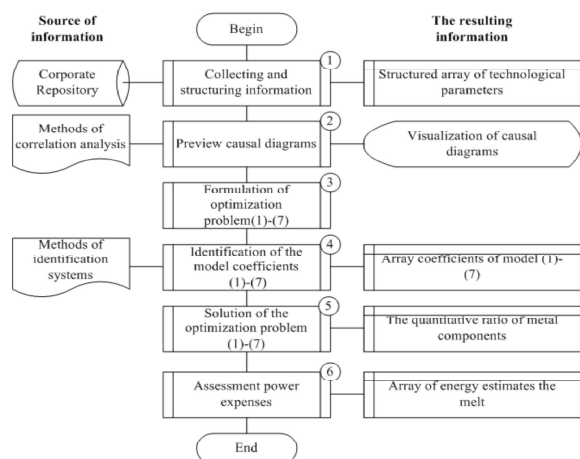 Source of
information
Begin
The resulting
information
Corporate
Repository
1
Collecting and
structuring information
Structured array of technological
parameters
Methods of
correlation analysis
2
Preview causal diagrams
Visualization of causal
diagrams
3
Formulation of
optimization
problem(1)-(7)
Methods of
identification
systems
4
Identification of the
model coefficients
(1)-(7)
Array coefficients of model (1)-
(7)
5
Solution of the
optimization problem
(1)-(7)
The quantitative ratio of metal
components
6
Assessment power
expenses
Array of energy estimates the
melt
End